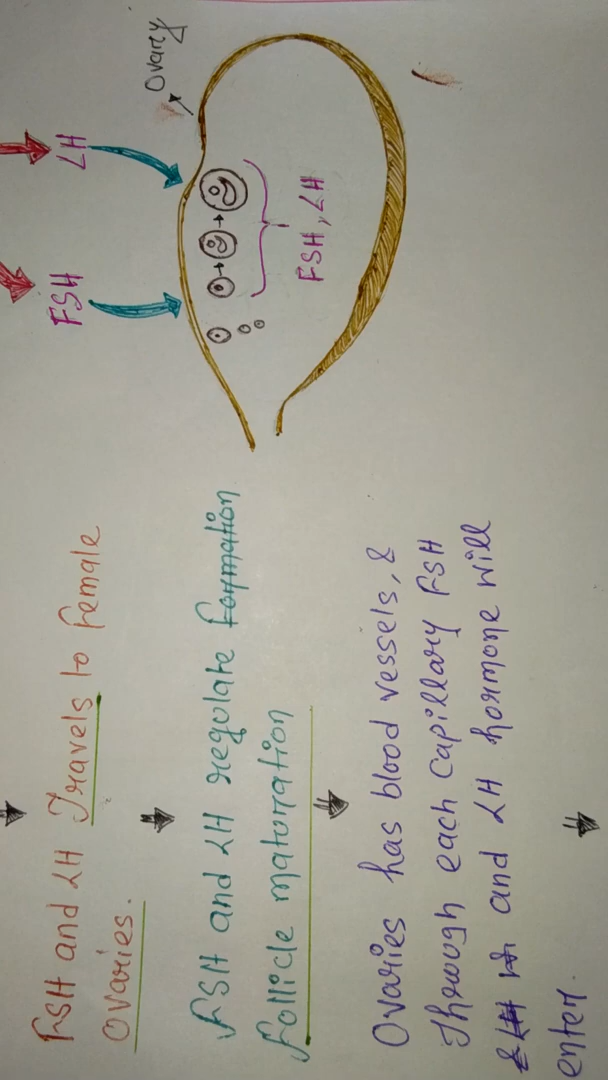 FSH and LH Travels to female
ovaries.
FSH and LH regulate formation
follicle maturation
Ovaries has blood vessels, &
Through each capillary FSH
and LH hormone will
enter.
FSH
LH
Ovary
FSH, LH